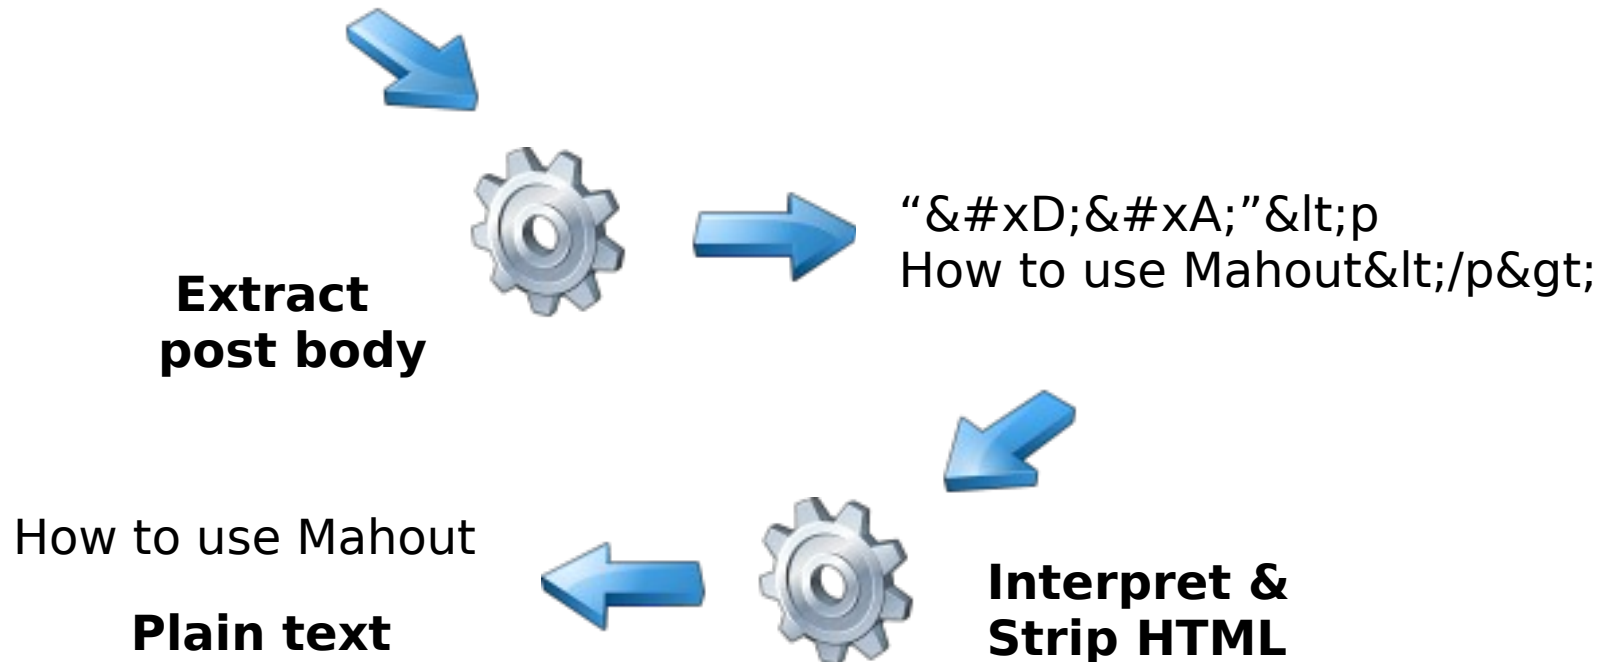 “&#xD;&#xA;”&lt;p
How to use Mahout&lt;/p&gt;
Extract
post body
How to use Mahout
Plain text
Interpret &
Strip HTML